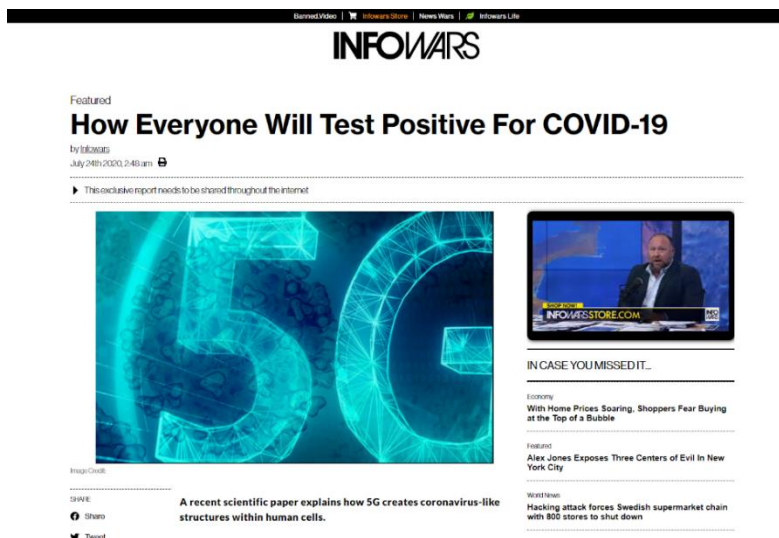 Banned.Video | Infowars Store | News Wars | Infowars Life
INFOWARS
Featured
How Everyone Will Test Positive For COVID-19
by Infowars
July 24th 2020, 2:48 am
This exclusive report needs to be shared throughout the internet
5G
SHOP NOW!
INFOWARSSTORE.COM
INFO
WARS
IN CASE YOU MISSED IT...
Economy
With Home Prices Soaring, Shoppers Fear Buying
at the Top of a Bubble
Featured
Alex Jones Exposes Three Centers of Evil In New
York City
World News
Hacking attack forces Swedish supermarket chain
with 800 stores to shut down
Image Credit:
SHARE
Share
Tweet
A recent scientific paper explains how 5G creates coronavirus-like
structures within human cells.